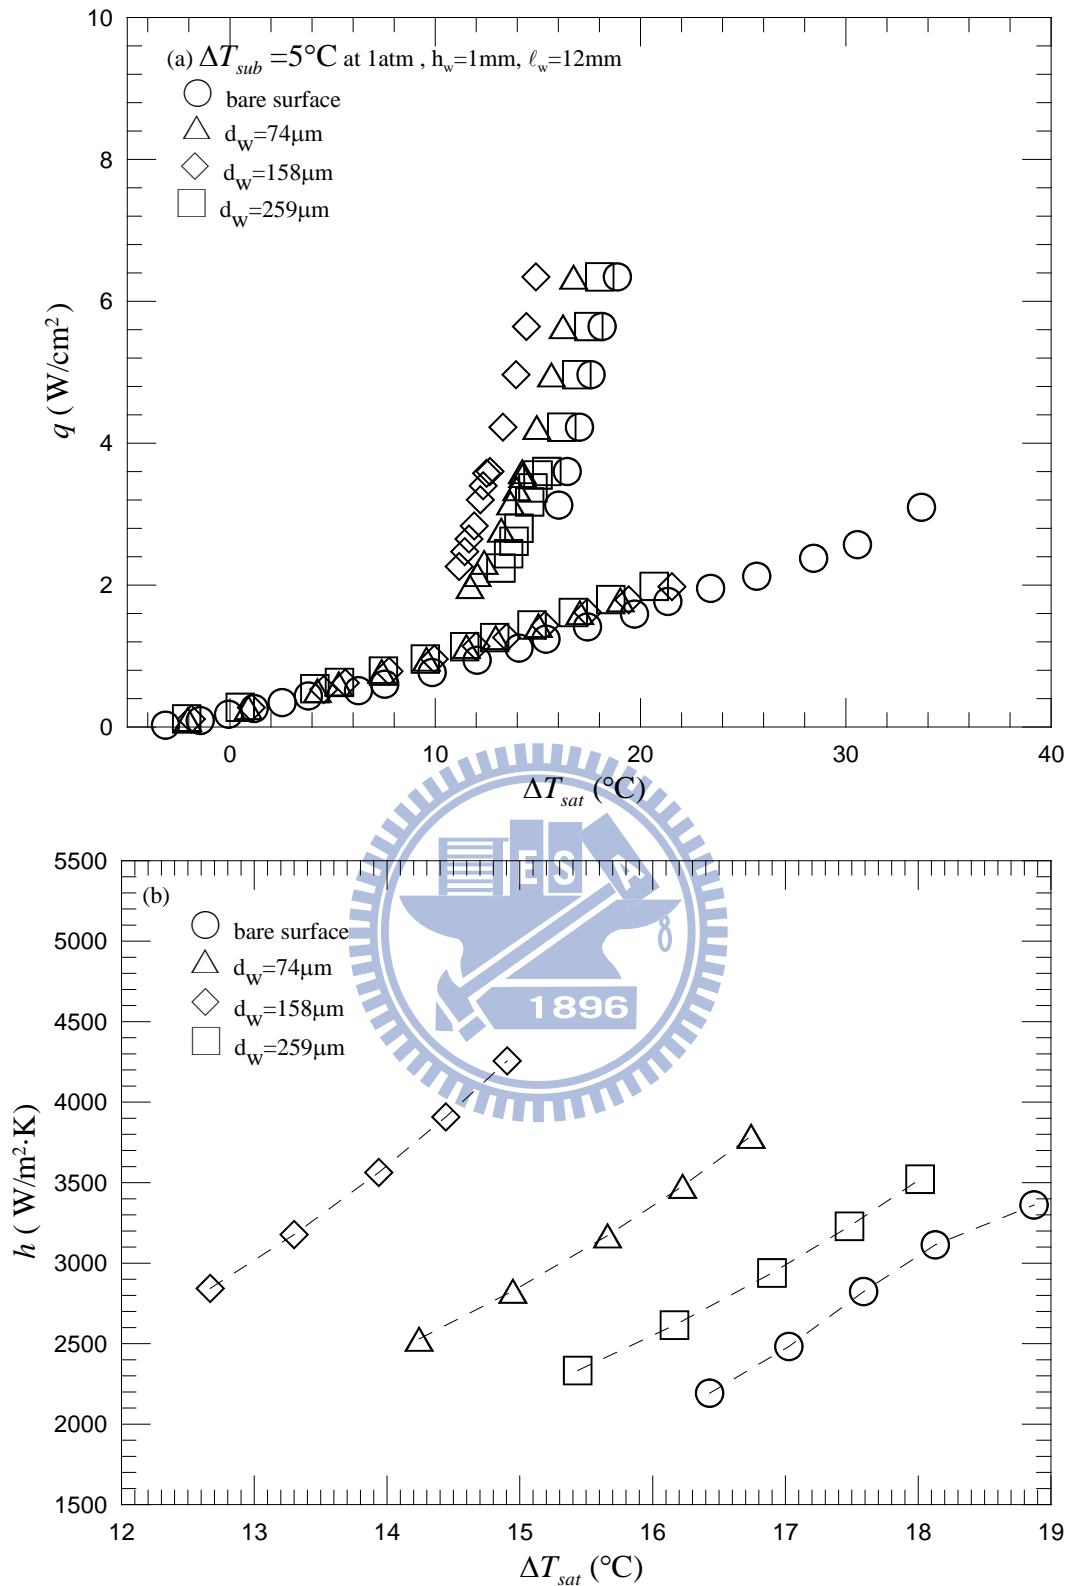 10
(a) ΔT_sub =5°C at 1atm , h_w=1mm, ℓ_w=12mm
bare surface
d_w=74μm
d_w=158μm
d_w=259μm
8
6
4
2
0
q ( W/cm²)
0 10 20 30 40
ΔT_sat (°C)
5500
(b)
bare surface
d_w=74μm
d_w=158μm
d_w=259μm
5000
4500
4000
3500
3000
2500
2000
1500
h ( W/m²·K)
E S
1896
12 13 14 15 16 17 18 19
ΔT_sat (°C)